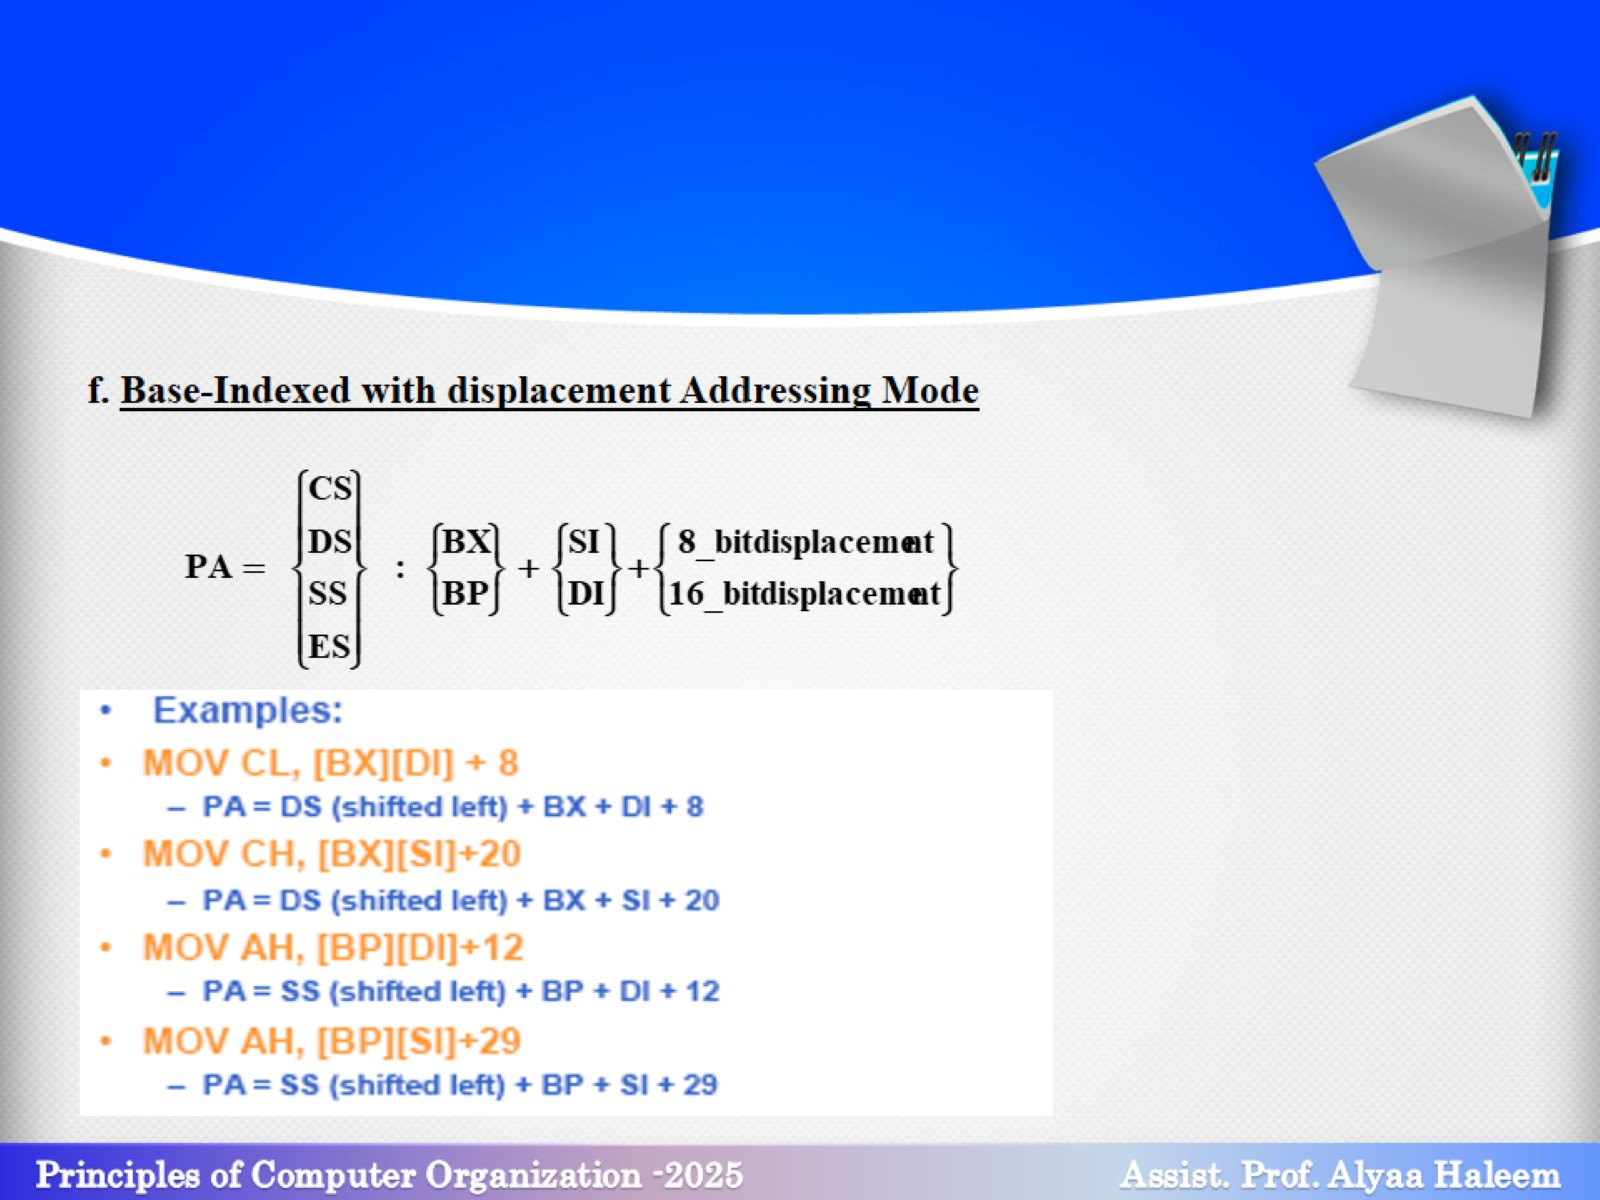 f. Base-Indexed with displacement Addressing Mode
PA = {CS DS SS ES} : {BX BP} + {SI DI} + {8_bitdisplacement 16_bitdisplacement}
• Examples:
• MOV CL, [BX][DI] + 8
– PA = DS (shifted left) + BX + DI + 8
• MOV CH, [BX][SI]+20
– PA = DS (shifted left) + BX + SI + 20
• MOV AH, [BP][DI]+12
– PA = SS (shifted left) + BP + DI + 12
• MOV AH, [BP][SI]+29
– PA = SS (shifted left) + BP + SI + 29
Principles of Computer Organization -2025
Assist. Prof. Alyaa Haleem